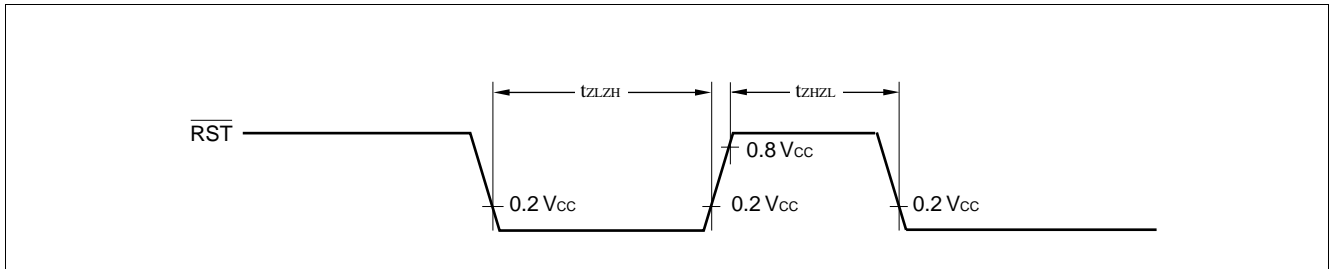 tZLZH tZHZL
RST
0.8 VCC
0.2 VCC 0.2 VCC 0.2 VCC